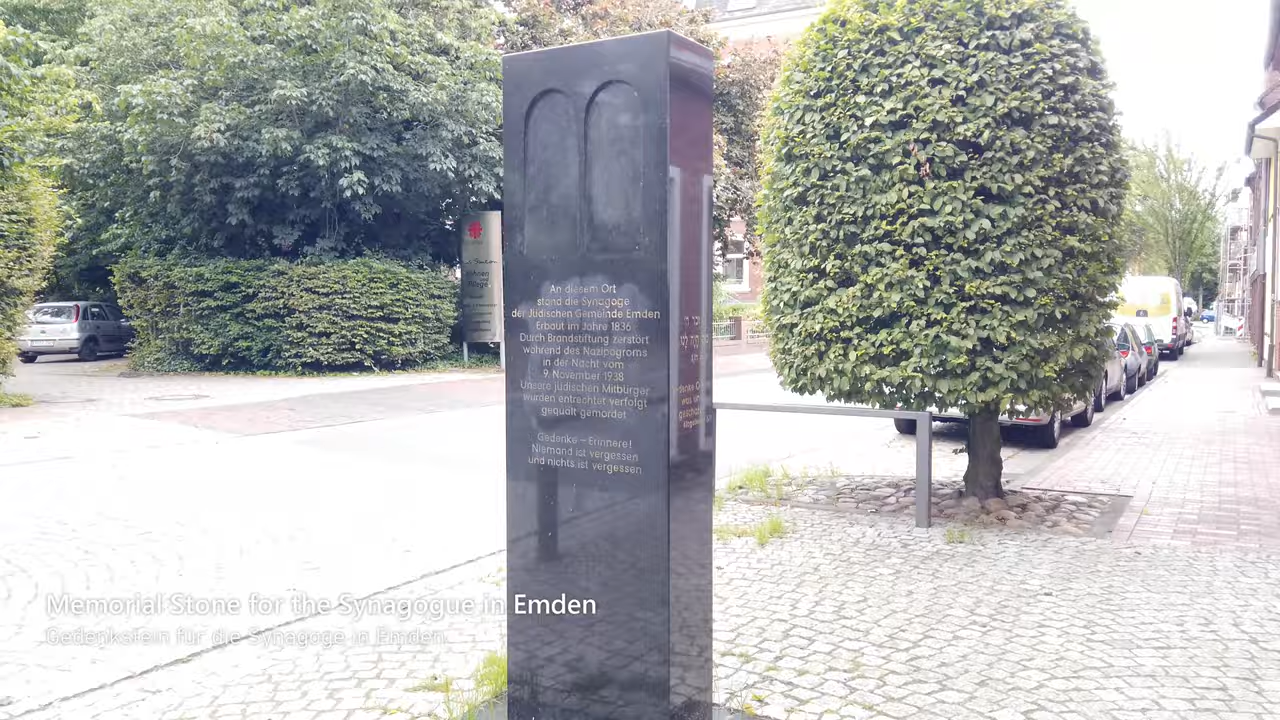 An diesem Ort
stand die Synagoge
der Jüdischen Gemeinde Emden
Erbaut im Jahre 1836
Durch Brandstiftung zerstört
während des Nazipogroms
in der Nacht vom
9. November 1938
Unsere jüdischen Mitbürger
wurden entrechtet verfolgt
gequält gemordet
Gedenke – Erinnere!
Niemand ist vergessen
und nichts ist vergessen
Memorial Stone for the Synagogue in Emden
Gedenkstein für die Synagoge in Emden.